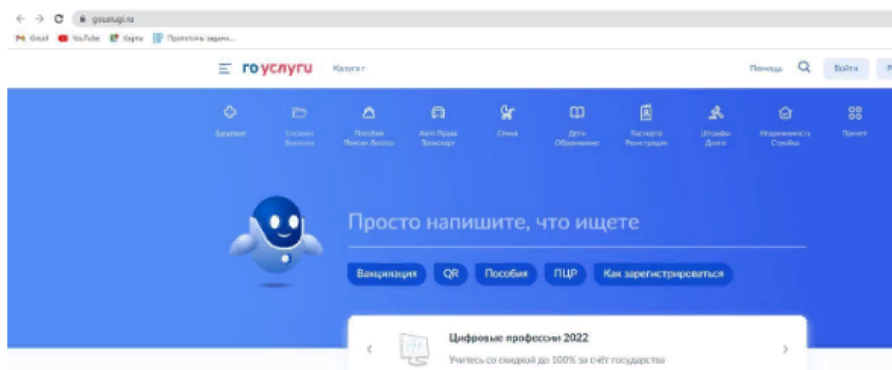 gosuslugi.ru
Gmail YouTube Карты
гоуслуги Калуга г Помощь Войти
Здоровье Справки Выписки Пособия Пенсия Льготы Авто Права Транспорт Семья Дети Образование Паспорта Регистрация Штрафы Долги Недвижимость Стройка Прочее
Просто напишите, что ищете
Вакцинация QR Пособия ПЦР Как зарегистрироваться
Цифровые профессии 2022
Учитесь со скидкой до 100% за счёт государства